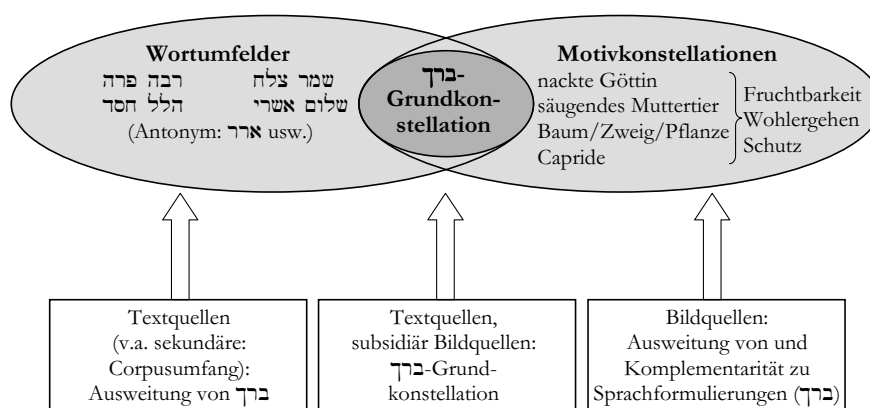 Wortumfelder
שמר צלח רבה פרה
שלום אשרי הלל חסד
(Antonym: ארר usw.)
ברך-
Grundkon-
stellation
Motivkonstellationen
nackte Göttin
säugendes Muttertier
Baum/Zweig/Pflanze
Capride
Fruchtbarkeit
Wohlergehen
Schutz
Textquellen
(v.a. sekundäre:
Corpusumfang):
Ausweitung von ברך
Textquellen,
subsidiär Bildquellen:
ברך-Grund-
konstellation
Bildquellen:
Ausweitung von und
Komplementarität zu
Sprachformulierungen (ברך)